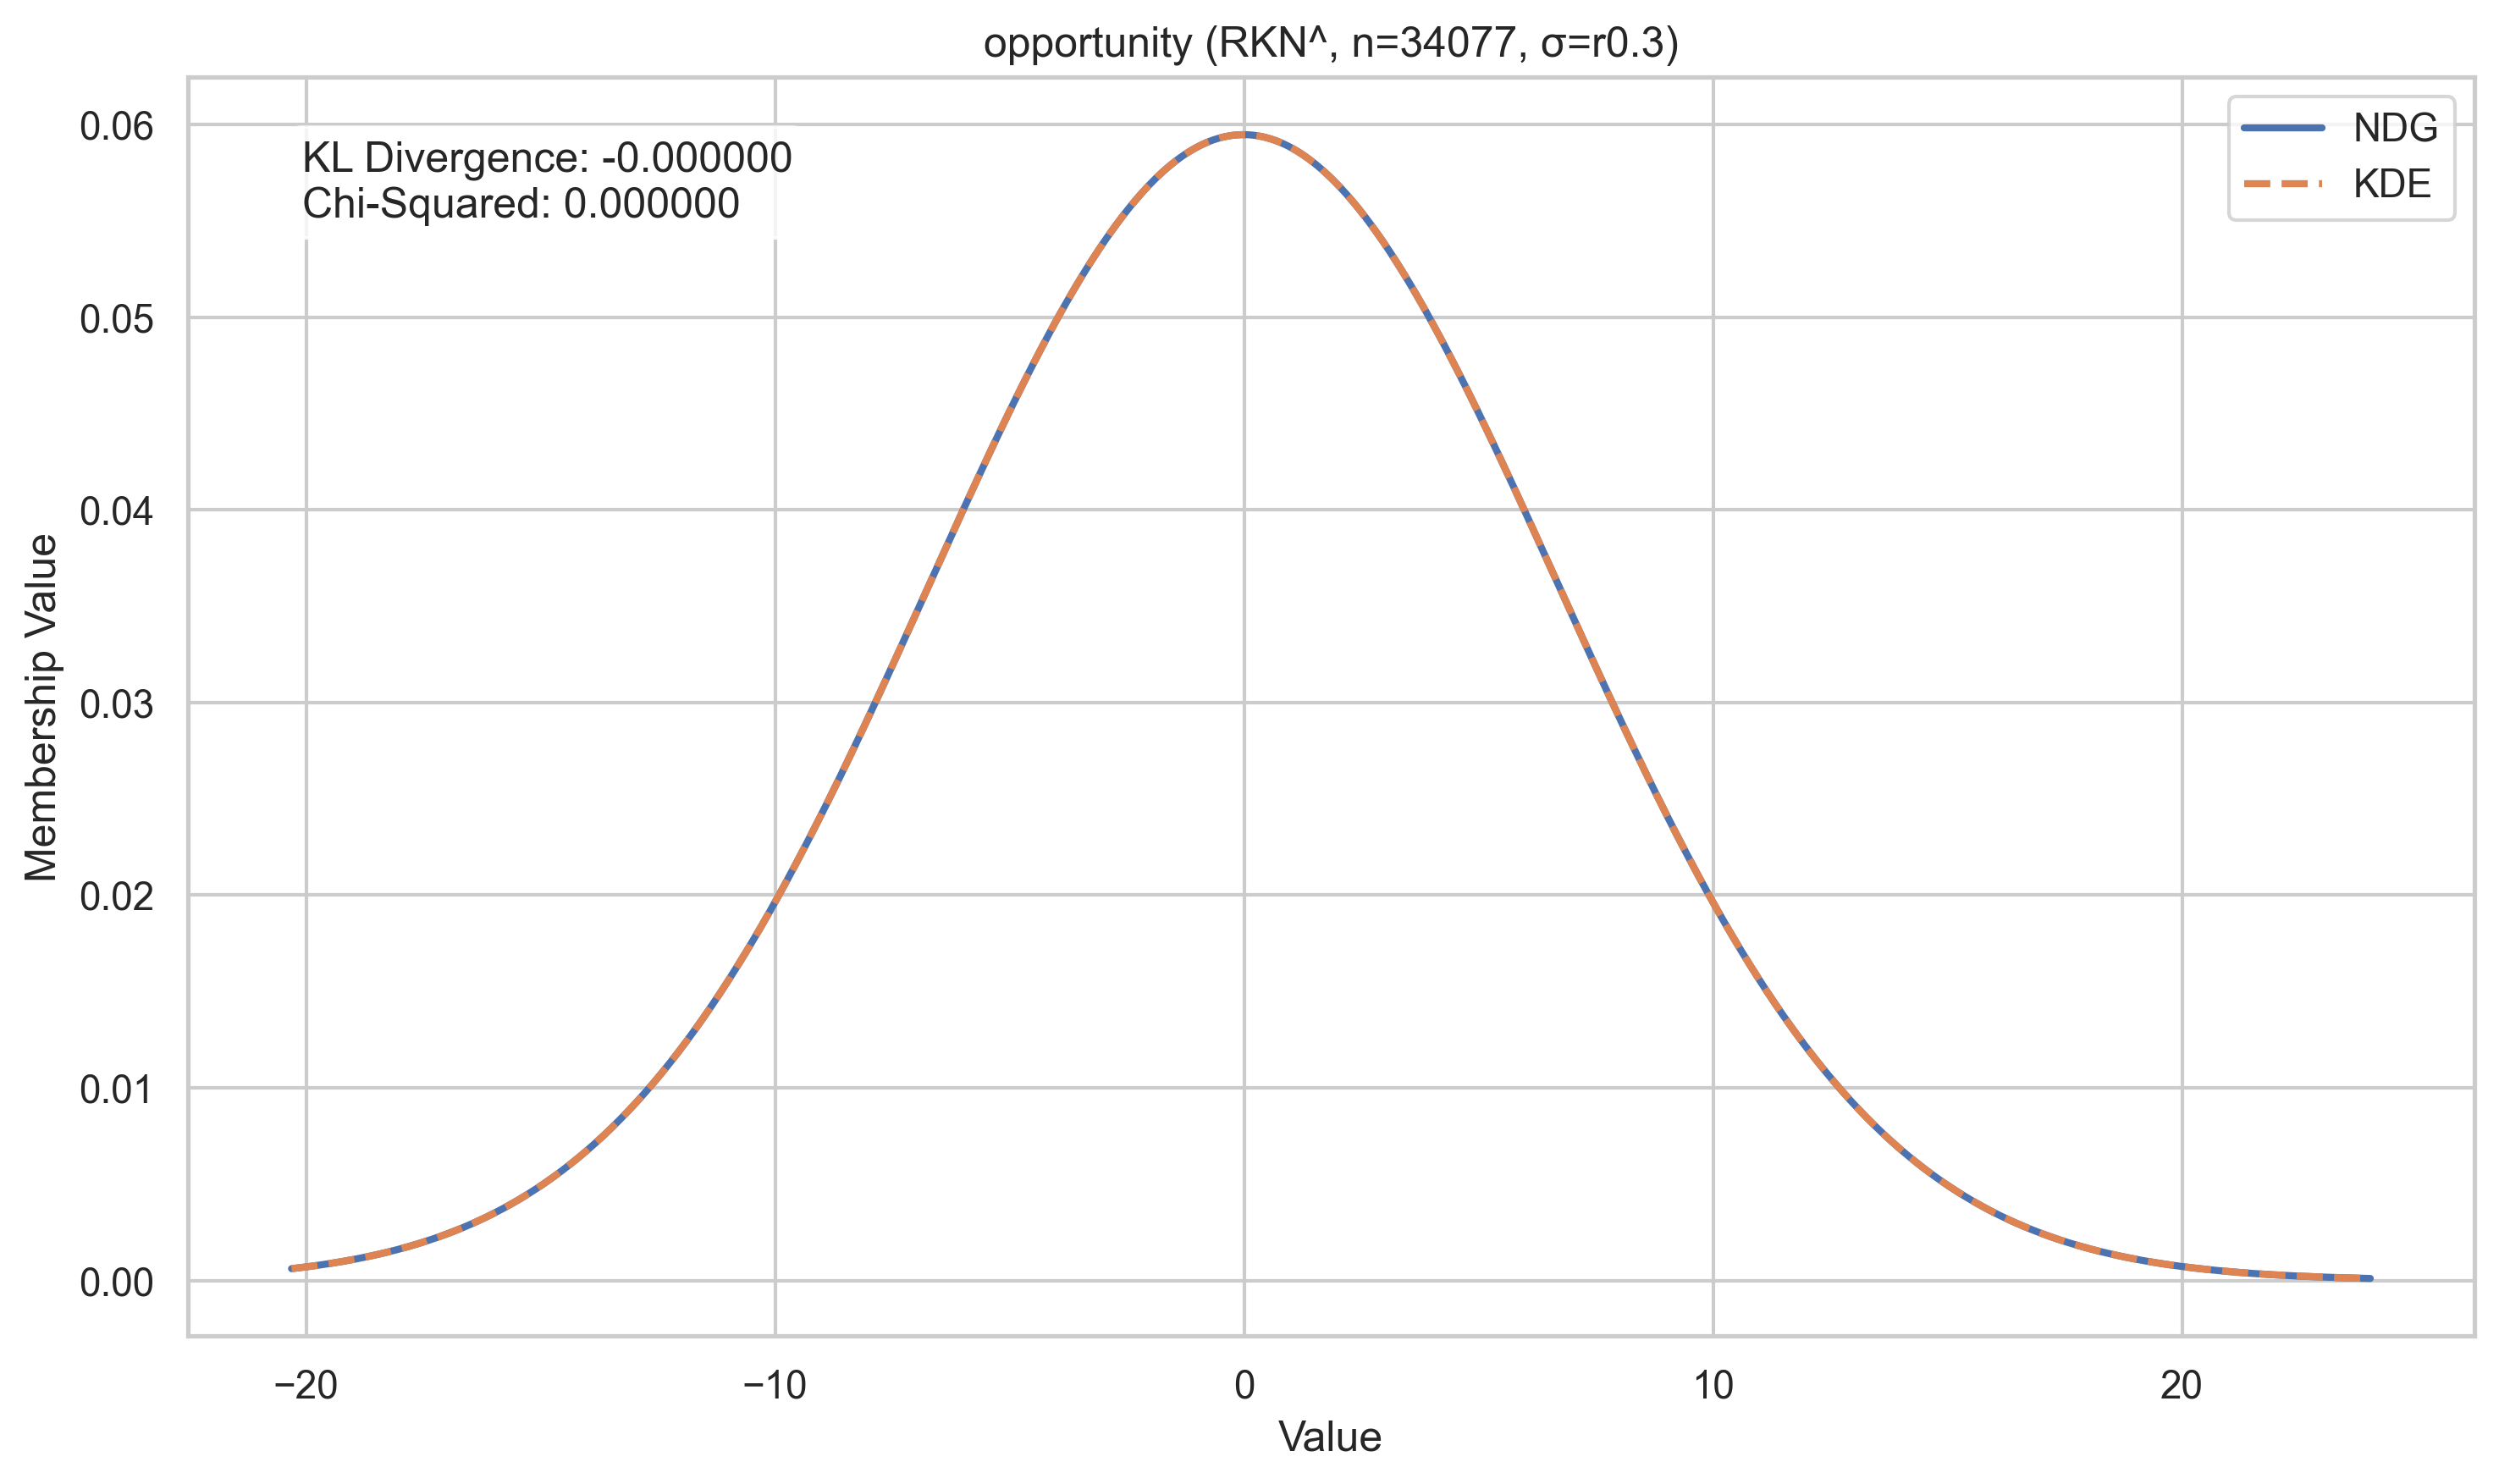 opportunity (RKN^, n=34077, σ=r0.3)
KL Divergence: -0.000000
Chi-Squared: 0.000000
NDG
KDE
Membership Value
0.06
0.05
0.04
0.03
0.02
0.01
0.00
−20
−10
0
10
20
Value